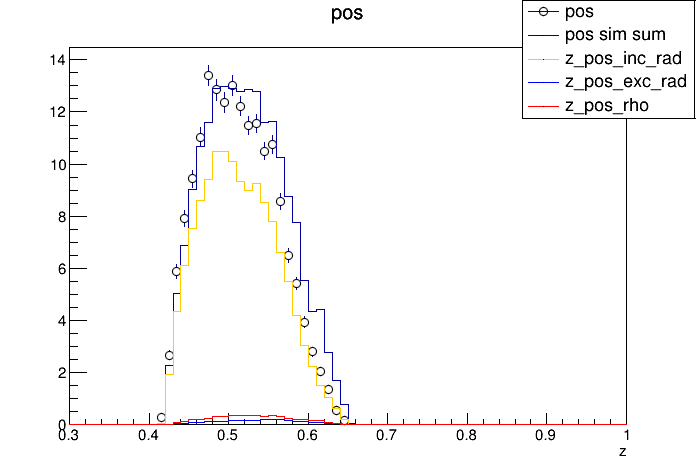 pos
pos
pos sim sum
z_pos_inc_rad
z_pos_exc_rad
z_pos_rho
14
12
10
8
6
4
2
0
0.3 0.4 0.5 0.6 0.7 0.8 0.9 1
z